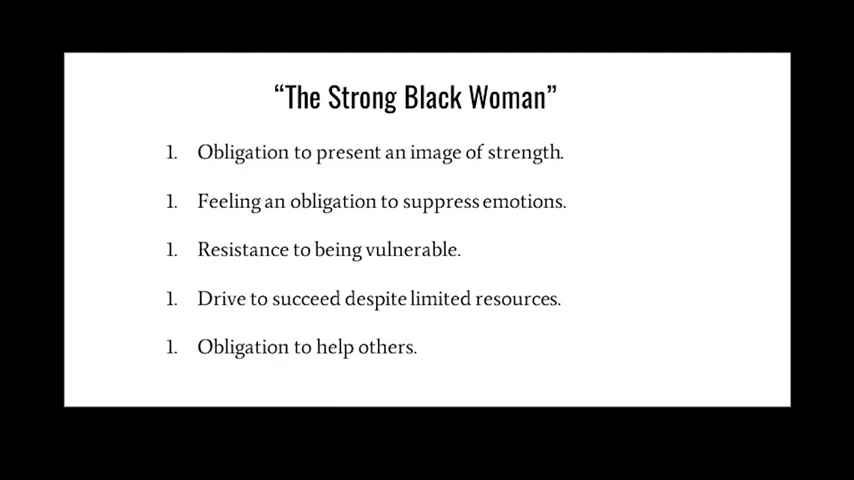 “The Strong Black Woman”
1. Obligation to present an image of strength.
1. Feeling an obligation to suppress emotions.
1. Resistance to being vulnerable.
1. Drive to succeed despite limited resources.
1. Obligation to help others.